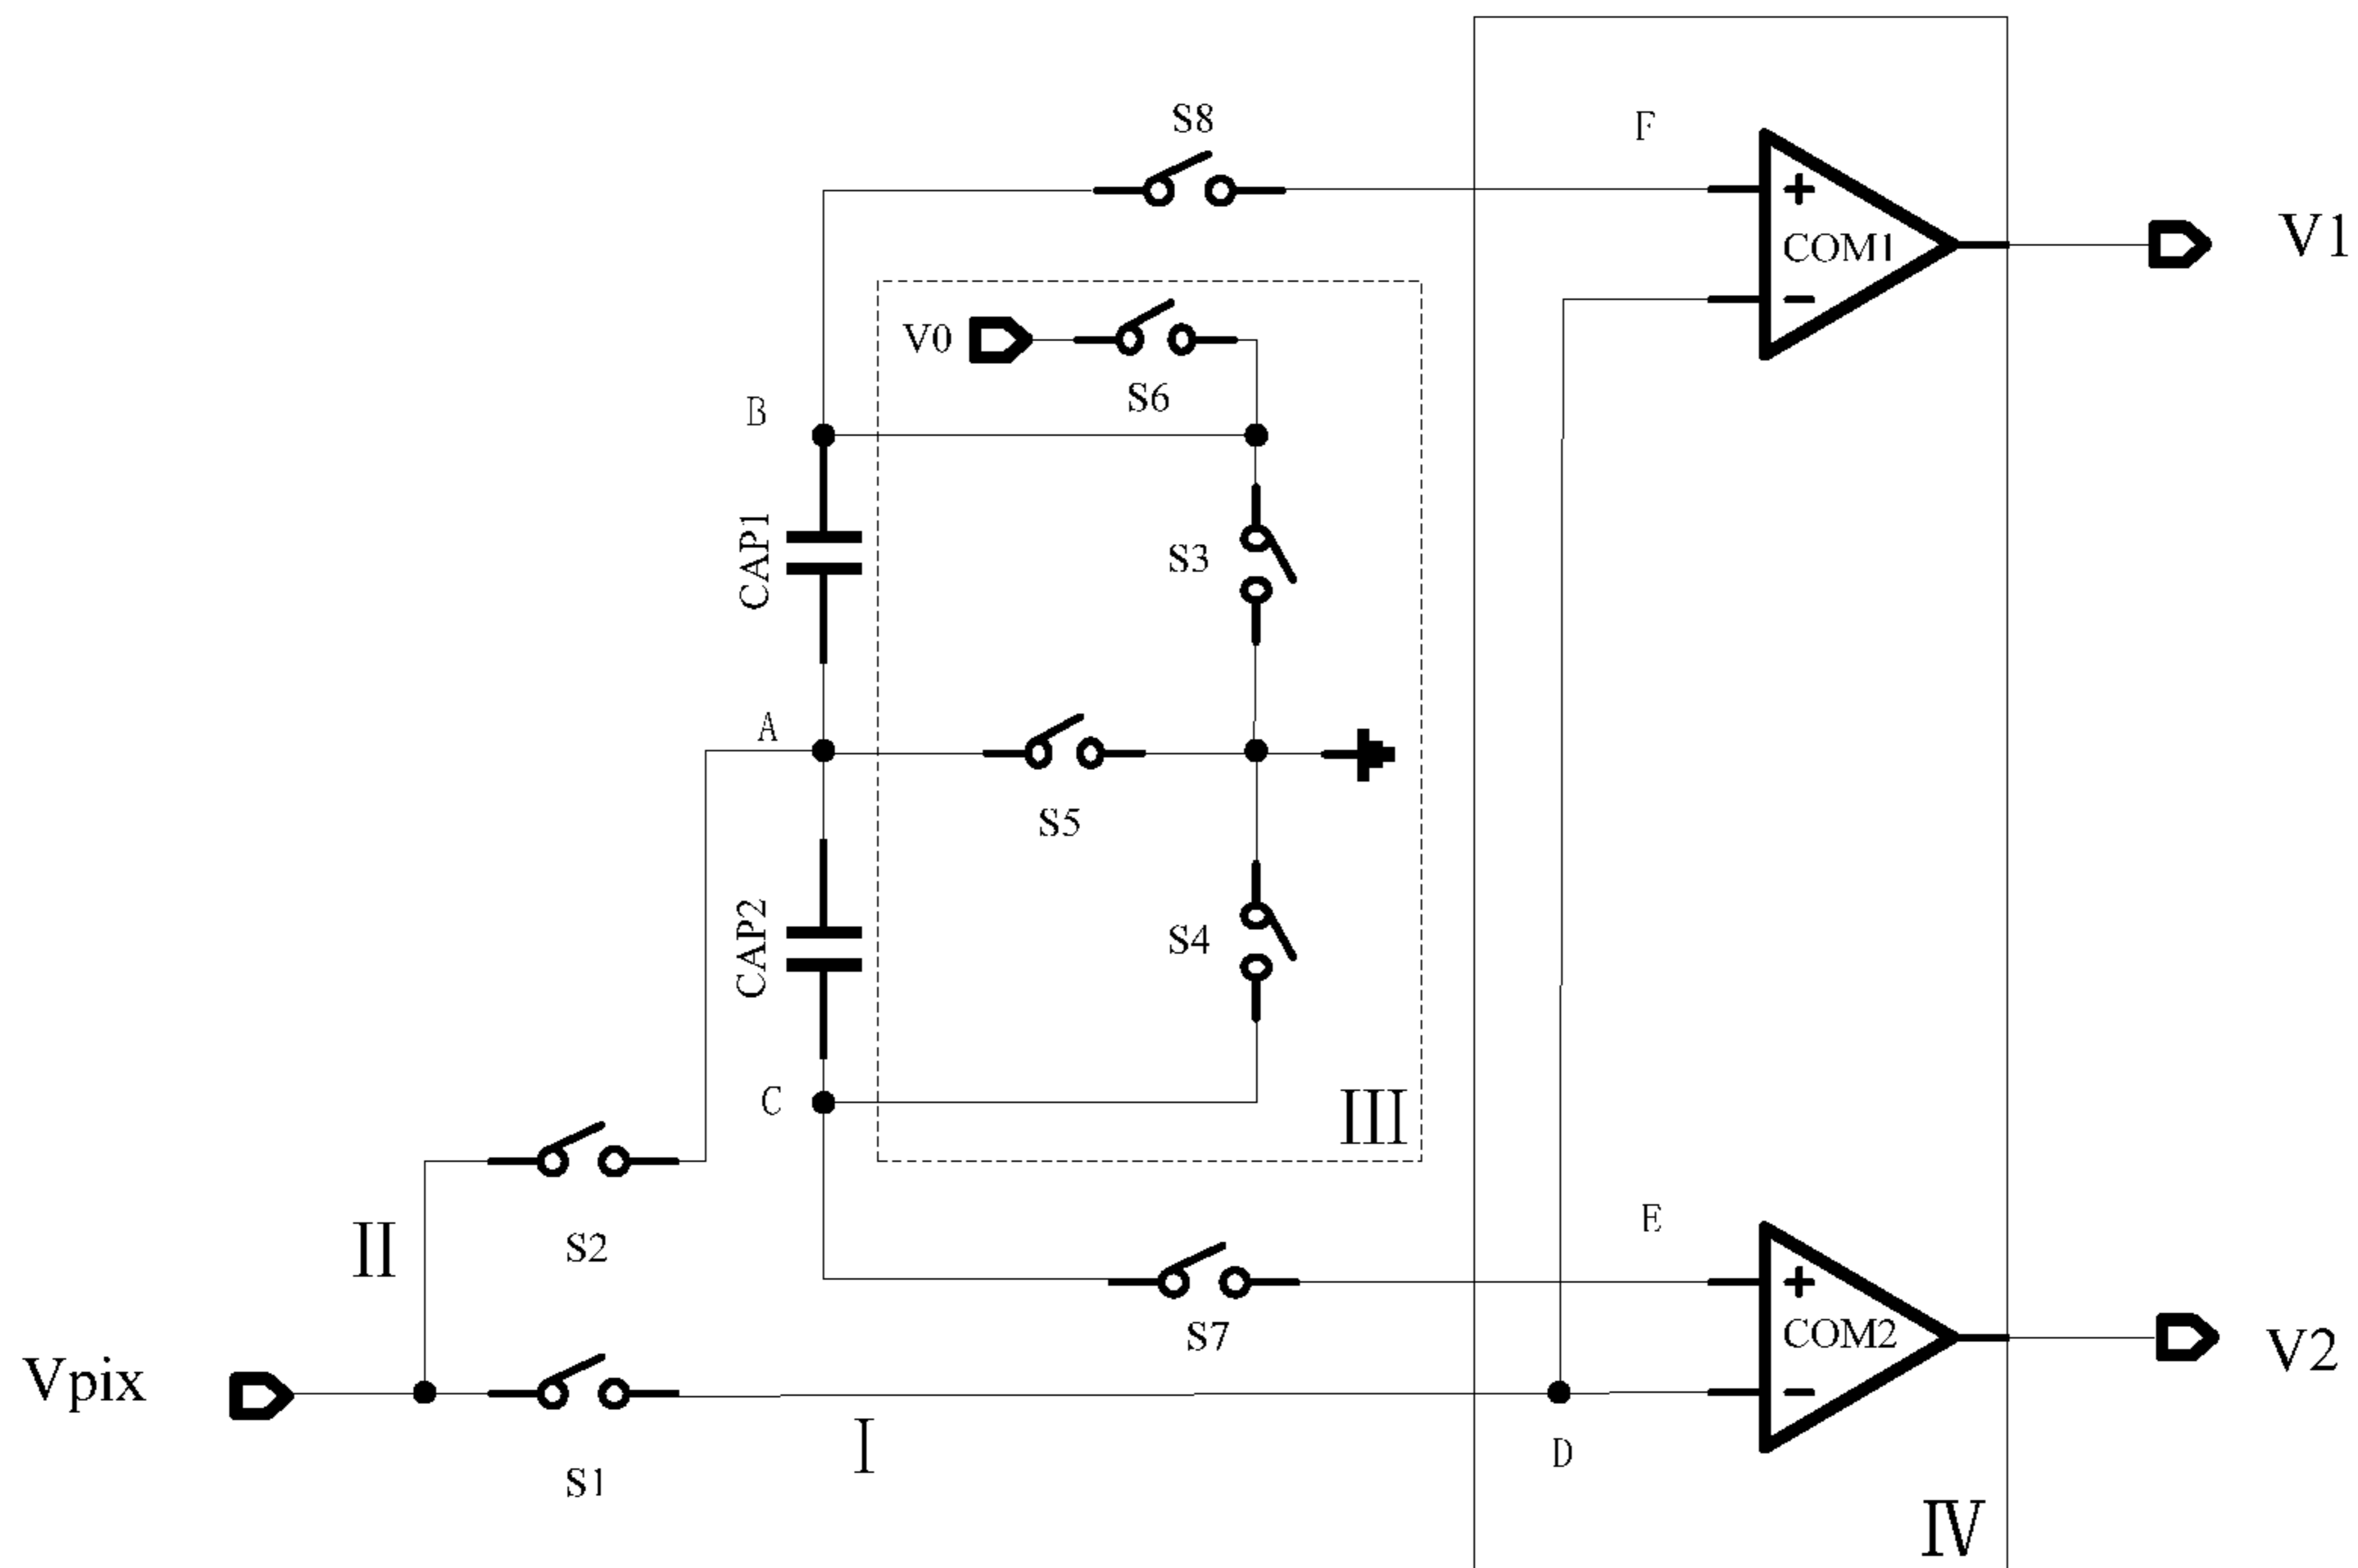 S8
F
+
COM1
−
V1
V0
S6
B
CAP1
S3
A
S5
CAP2
S4
C
III
E
II
S2
S7
+
COM2
−
V2
Vpix
S1
I
D
IV